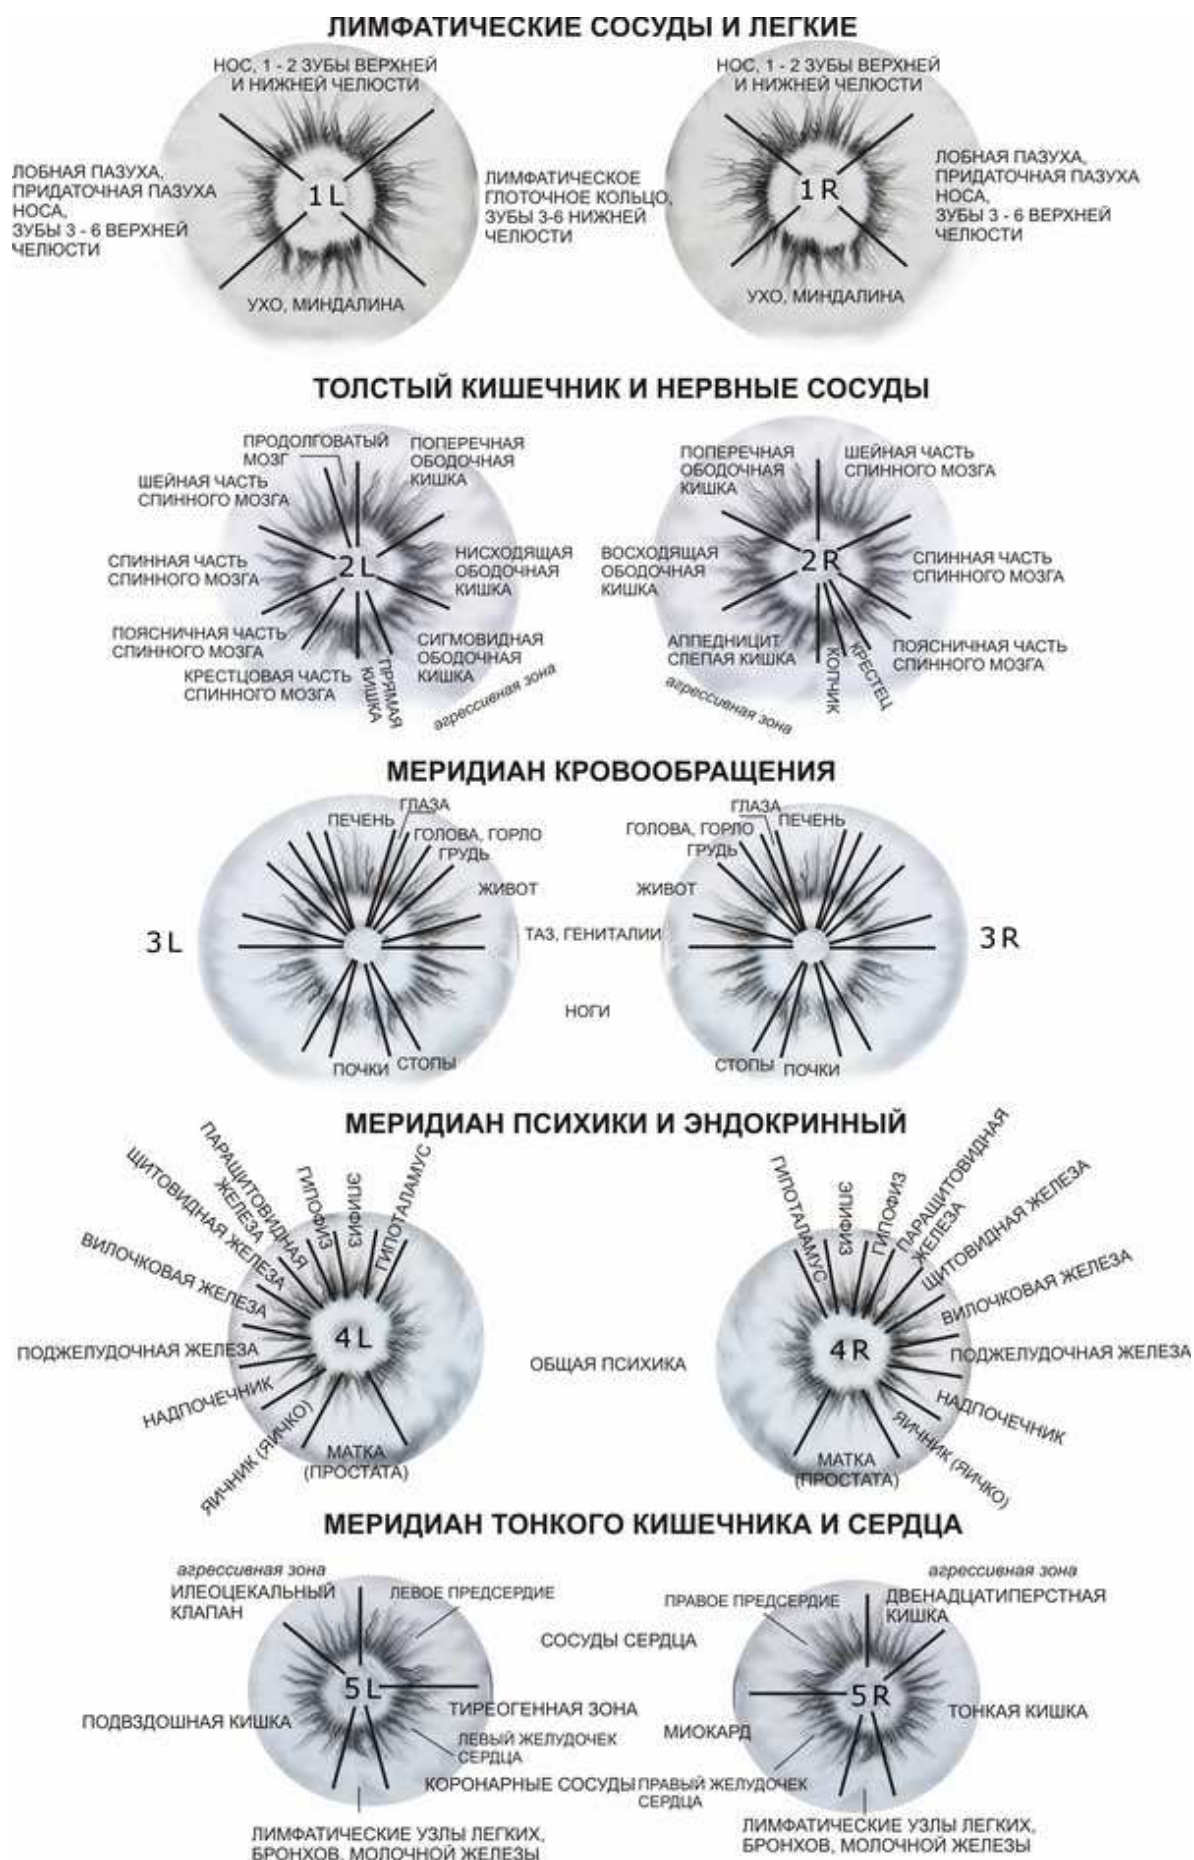 ЛИМФАТИЧЕСКИЕ СОСУДЫ И ЛЕГКИЕ
НОС, 1 - 2 ЗУБЫ ВЕРХНЕЙ
И НИЖНЕЙ ЧЕЛЮСТИ
НОС, 1 - 2 ЗУБЫ ВЕРХНЕЙ
И НИЖНЕЙ ЧЕЛЮСТИ
ЛОБНАЯ ПАЗУХА,
ПРИДАТОЧНАЯ ПАЗУХА
НОСА,
ЗУБЫ 3 - 6 ВЕРХНЕЙ
ЧЕЛЮСТИ
1 L
ЛИМФАТИЧЕСКОЕ
ГЛОТОЧНОЕ КОЛЬЦО,
ЗУБЫ 3-6 НИЖНЕЙ
ЧЕЛЮСТИ
1 R
ЛОБНАЯ ПАЗУХА,
ПРИДАТОЧНАЯ ПАЗУХА
НОСА,
ЗУБЫ 3 - 6 ВЕРХНЕЙ
ЧЕЛЮСТИ
УХО, МИНДАЛИНА
УХО, МИНДАЛИНА
ТОЛСТЫЙ КИШЕЧНИК И НЕРВНЫЕ СОСУДЫ
ПРОДОЛГОВАТЫЙ
МОЗГ
ПОПЕРЕЧНАЯ
ОБОДОЧНАЯ
КИШКА
ШЕЙНАЯ ЧАСТЬ
СПИННОГО МОЗГА
СПИННАЯ ЧАСТЬ
СПИННОГО МОЗГА
2 L
НИСХОДЯЩАЯ
ОБОДОЧНАЯ
КИШКА
ПОЯСНИЧНАЯ ЧАСТЬ
СПИННОГО МОЗГА
КРЕСТЦОВАЯ ЧАСТЬ
СПИННОГО МОЗГА
ПРЯМАЯ
КИШКА
СИГМОВИДНАЯ
ОБОДОЧНАЯ
КИШКА
агрессивная зона
ПОПЕРЕЧНАЯ
ОБОДОЧНАЯ
КИШКА
ШЕЙНАЯ ЧАСТЬ
СПИННОГО МОЗГА
ВОСХОДЯЩАЯ
ОБОДОЧНАЯ
КИШКА
2 R
СПИННАЯ ЧАСТЬ
СПИННОГО МОЗГА
АППЕДНИЦИТ
СЛЕПАЯ КИШКА
КОПЧИК
КРЕСТЕЦ
ПОЯСНИЧНАЯ ЧАСТЬ
СПИННОГО МОЗГА
агрессивная зона
МЕРИДИАН КРОВООБРАЩЕНИЯ
ГЛАЗА
ПЕЧЕНЬ
ГОЛОВА, ГОРЛО
ГРУДЬ
ЖИВОТ
3 L
ТАЗ, ГЕНИТАЛИИ
НОГИ
ПОЧКИ
СТОПЫ
ГЛАЗА
ПЕЧЕНЬ
ГОЛОВА, ГОРЛО
ГРУДЬ
ЖИВОТ
3 R
СТОПЫ
ПОЧКИ
МЕРИДИАН ПСИХИКИ И ЭНДОКРИННЫЙ
ПАРАЩИТОВИДНАЯ
ЖЕЛЕЗА
ГИПОФИЗ
ЭПИФИЗ
ГИПОТАЛАМУС
ЩИТОВИДНАЯ ЖЕЛЕЗА
ВИЛОЧКОВАЯ ЖЕЛЕЗА
ПОДЖЕЛУДОЧНАЯ ЖЕЛЕЗА
4 L
НАДПОЧЕЧНИК
ЯИЧНИК (ЯИЧКО)
МАТКА
(ПРОСТАТА)
ОБЩАЯ ПСИХИКА
ГИПОТАЛАМУС
ЭПИФИЗ
ГИПОФИЗ
ПАРАЩИТОВИДНАЯ
ЖЕЛЕЗА
ЩИТОВИДНАЯ ЖЕЛЕЗА
ВИЛОЧКОВАЯ ЖЕЛЕЗА
4 R
ПОДЖЕЛУДОЧНАЯ ЖЕЛЕЗА
НАДПОЧЕЧНИК
ЯИЧНИК (ЯИЧКО)
МАТКА
(ПРОСТАТА)
МЕРИДИАН ТОНКОГО КИШЕЧНИКА И СЕРДЦА
агрессивная зона
ИЛЕОЦЕКАЛЬНЫЙ
КЛАПАН
ЛЕВОЕ ПРЕДСЕРДИЕ
СОСУДЫ СЕРДЦА
5 L
ТИРЕОГЕННАЯ ЗОНА
ПОДВЗДОШНАЯ КИШКА
ЛЕВЫЙ ЖЕЛУДОЧЕК
СЕРДЦА
КОРОНАРНЫЕ СОСУДЫ
ЛИМФАТИЧЕСКИЕ УЗЛЫ ЛЕГКИХ,
БРОНХОВ, МОЛОЧНОЙ ЖЕЛЕЗЫ
агрессивная зона
ПРАВОЕ ПРЕДСЕРДИЕ
ДВЕНАДЦАТИПЕРСТНАЯ
КИШКА
5 R
ТОНКАЯ КИШКА
МИОКАРД
ПРАВЫЙ ЖЕЛУДОЧЕК
СЕРДЦА
ЛИМФАТИЧЕСКИЕ УЗЛЫ ЛЕГКИХ,
БРОНХОВ, МОЛОЧНОЙ ЖЕЛЕЗЫ